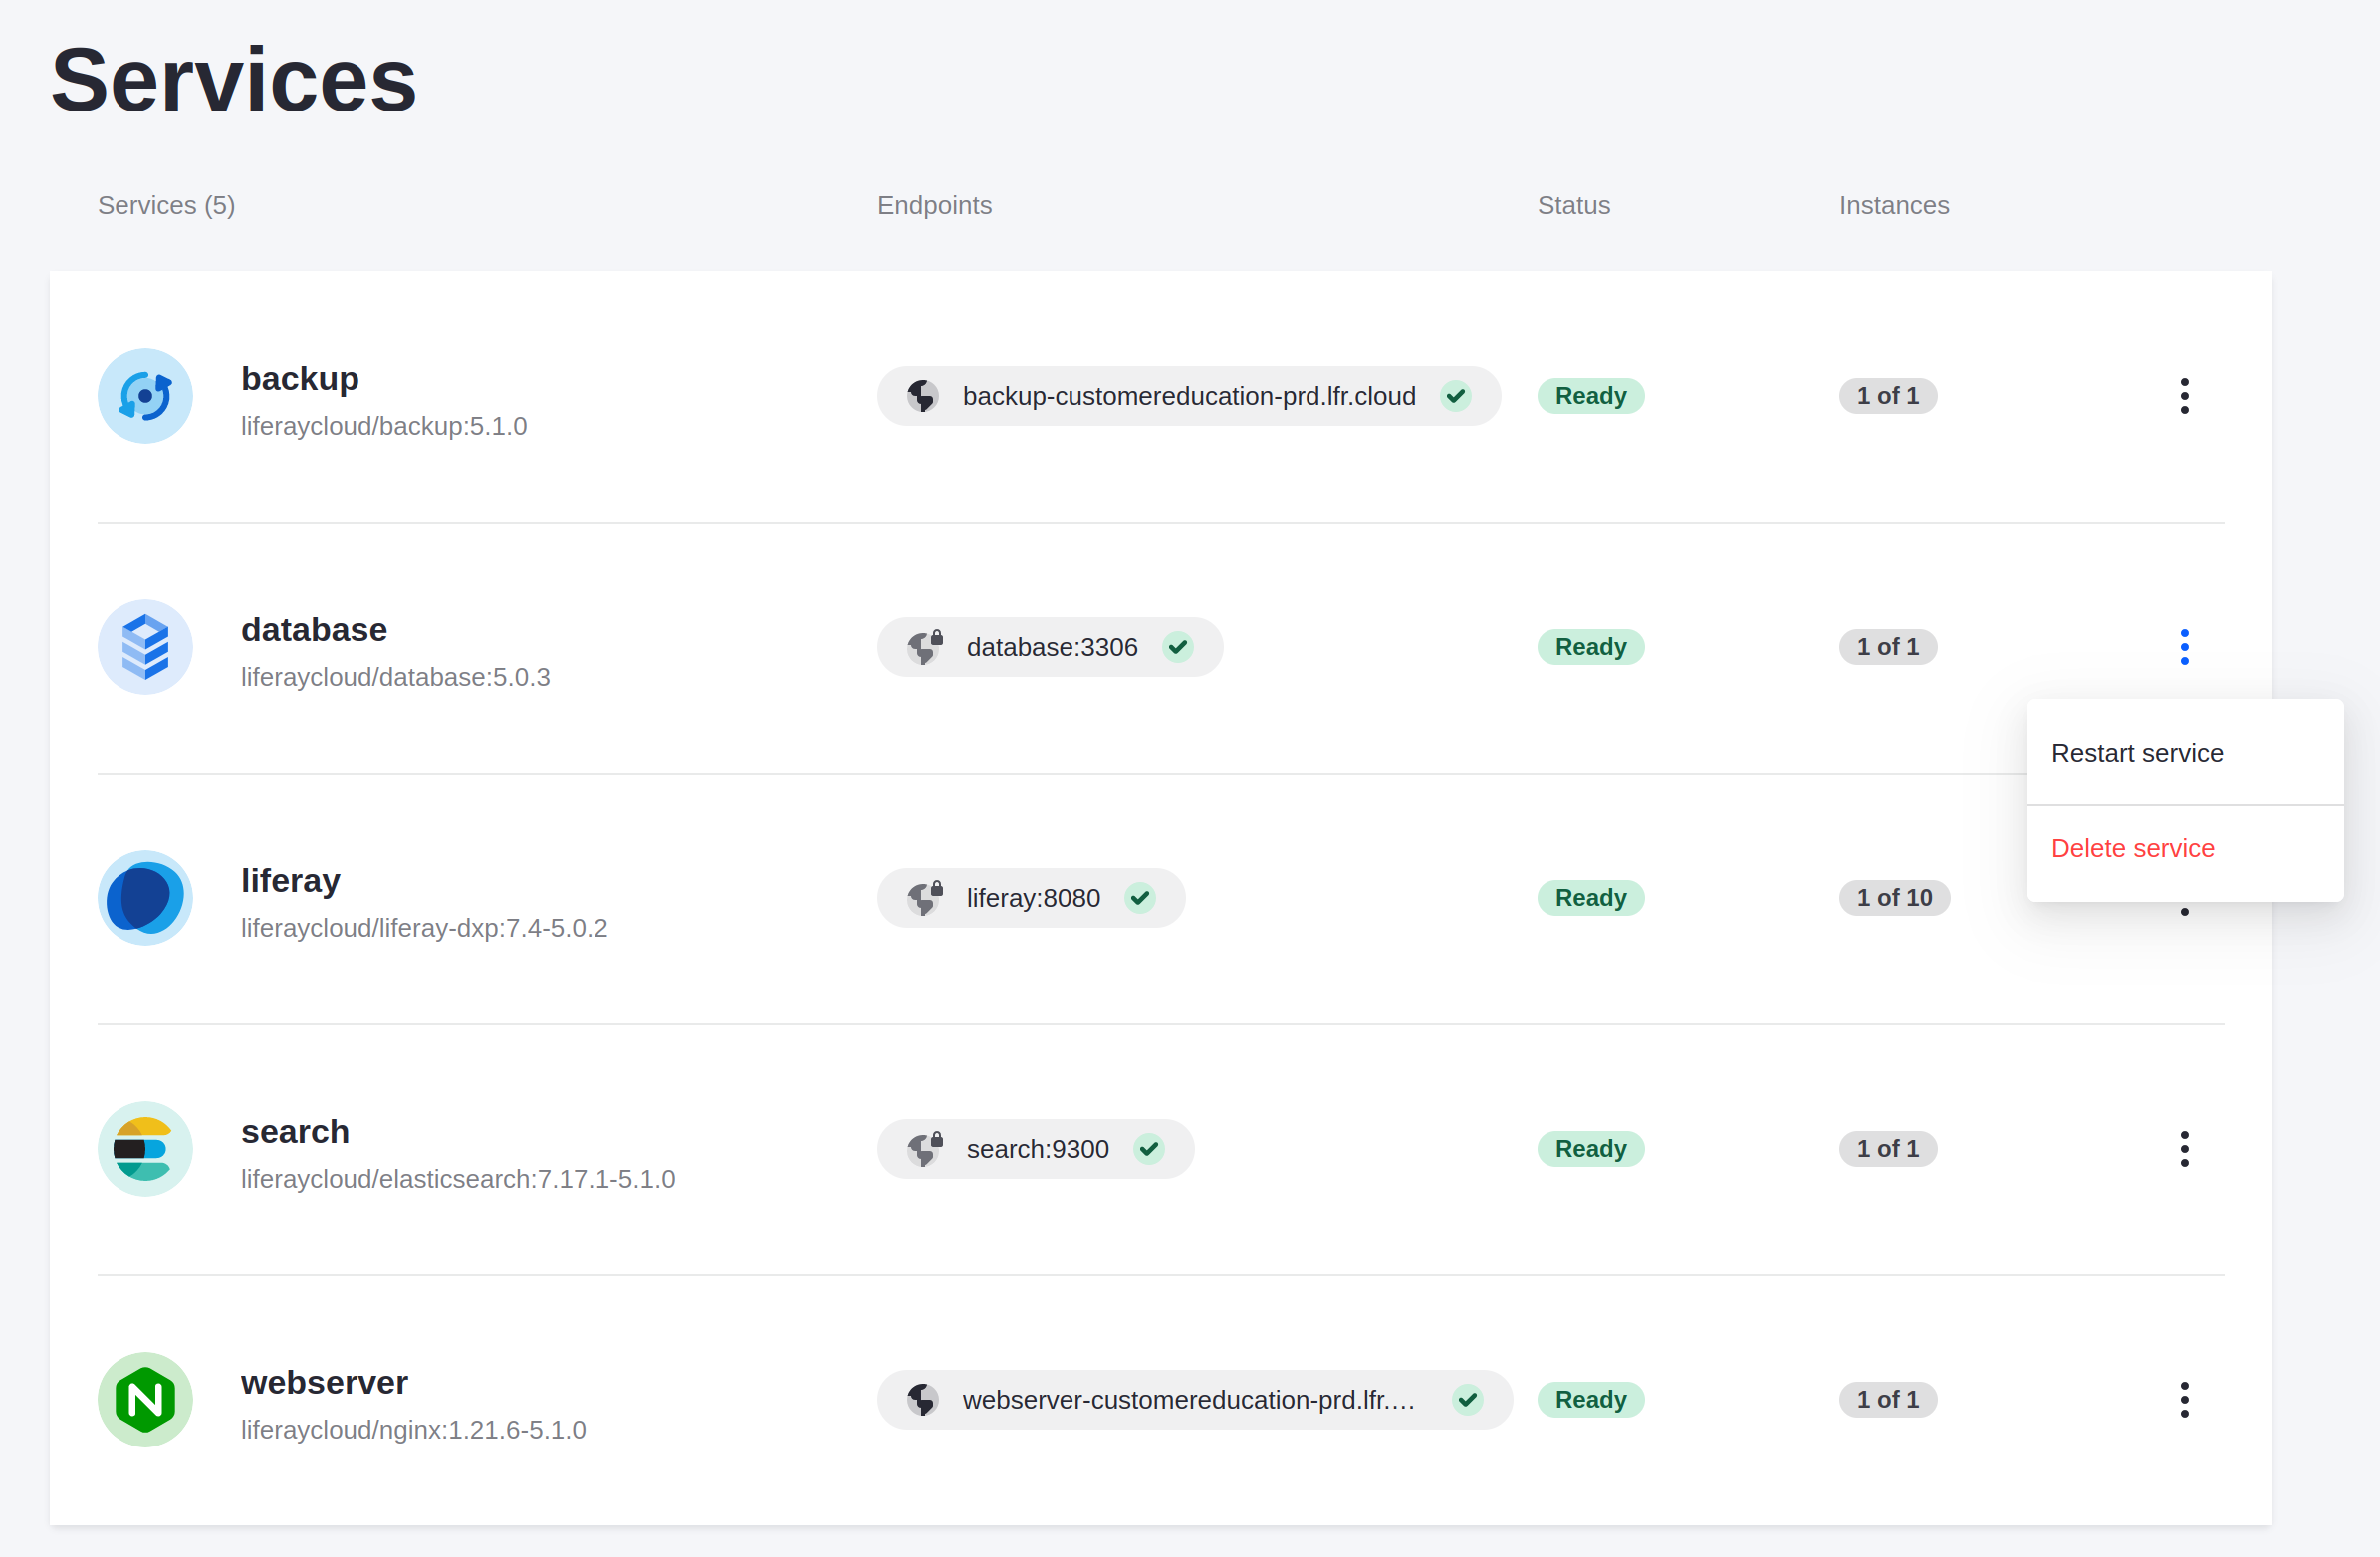 Services
Services (5) Endpoints Status Instances
backup
liferaycloud/backup:5.1.0
backup-customereducation-prd.lfr.cloud Ready 1 of 1
database
liferaycloud/database:5.0.3
database:3306 Ready 1 of 1
Restart service
Delete service
liferay
liferaycloud/liferay-dxp:7.4-5.0.2
liferay:8080 Ready 1 of 10
search
liferaycloud/elasticsearch:7.17.1-5.1.0
search:9300 Ready 1 of 1
webserver
liferaycloud/nginx:1.21.6-5.1.0
webserver-customereducation-prd.lfr.… Ready 1 of 1